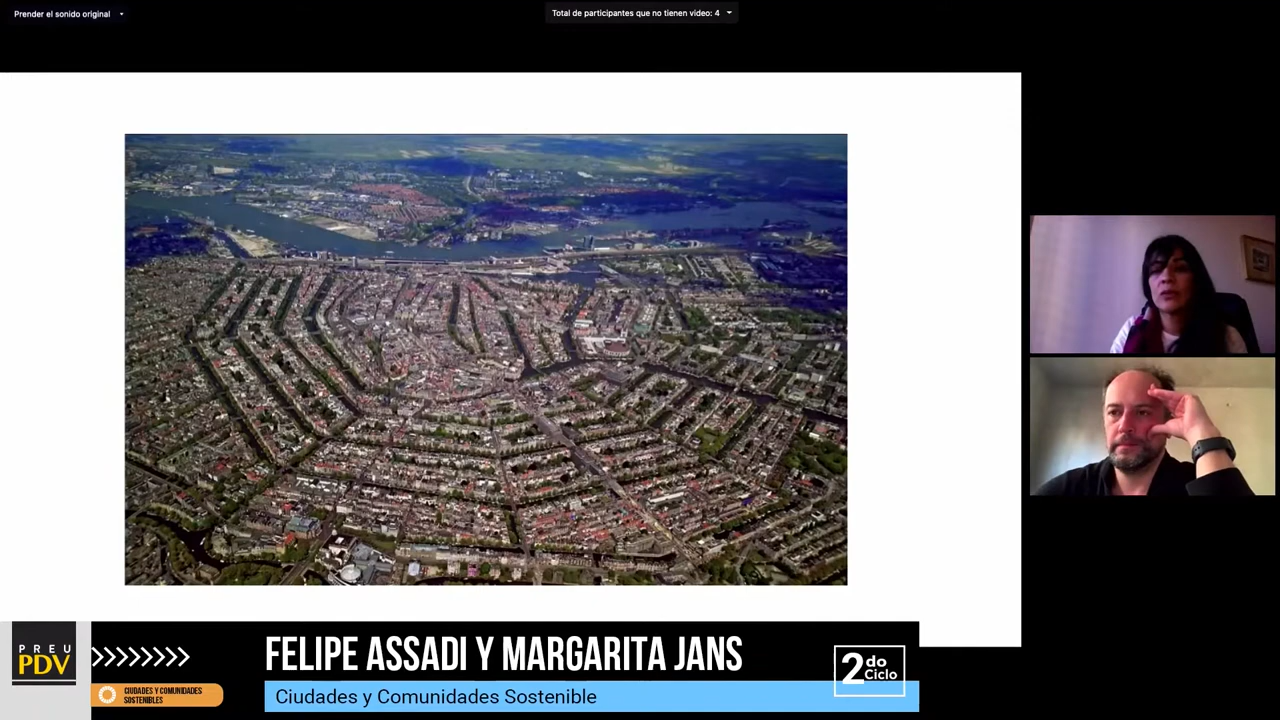 Prender el sonido original
Total de participantes que no tienen video: 4
PREU
PDV
CIUDADES Y COMUNIDADES
SOSTENIBLES
FELIPE ASSADI Y MARGARITA JANS
Ciudades y Comunidades Sostenible
2do
Ciclo